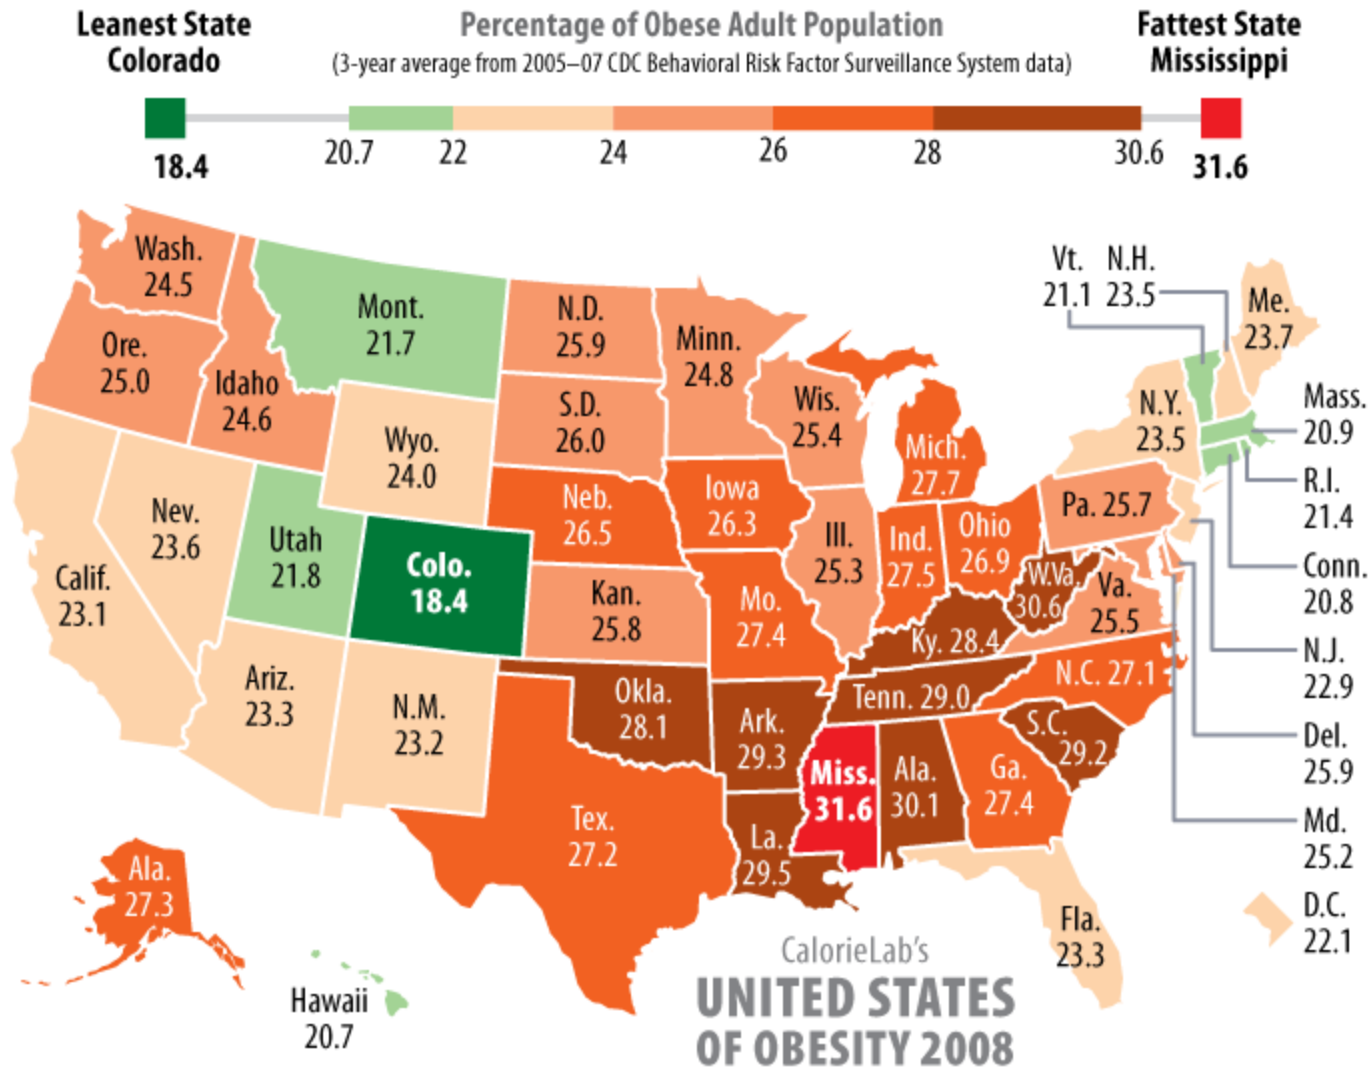 Leanest State
Colorado
Percentage of Obese Adult Population
(3-year average from 2005–07 CDC Behavioral Risk Factor Surveillance System data)
Fattest State
Mississippi
18.4
20.7
22
24
26
28
30.6
31.6
Wash.
24.5
Ore.
25.0
Idaho
24.6
Mont.
21.7
N.D.
25.9
Minn.
24.8
S.D.
26.0
Wis.
25.4
Wyo.
24.0
Mich.
27.7
Vt.
21.1
N.H.
23.5
Me.
23.7
N.Y.
23.5
Mass.
20.9
R.I.
21.4
Conn.
20.8
N.J.
22.9
Del.
25.9
Md.
25.2
D.C.
22.1
Calif.
23.1
Nev.
23.6
Utah
21.8
Colo.
18.4
Neb.
26.5
Iowa
26.3
Ill.
25.3
Ind.
27.5
Ohio
26.9
Pa. 25.7
W.Va.
30.6
Va.
25.5
Kan.
25.8
Mo.
27.4
Ky. 28.4
N.C. 27.1
Tenn. 29.0
S.C.
29.2
Ariz.
23.3
N.M.
23.2
Okla.
28.1
Ark.
29.3
Miss.
31.6
Ala.
30.1
Ga.
27.4
Tex.
27.2
La.
29.5
Fla.
23.3
Ala.
27.3
Hawaii
20.7
CalorieLab’s
UNITED STATES
OF OBESITY 2008